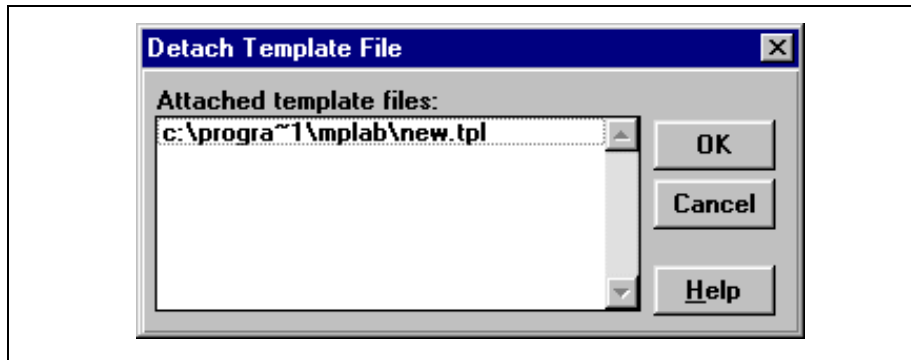 Detach Template File
Attached template files:
c:\progra~1\mplab\new.tpl
OK
Cancel
Help